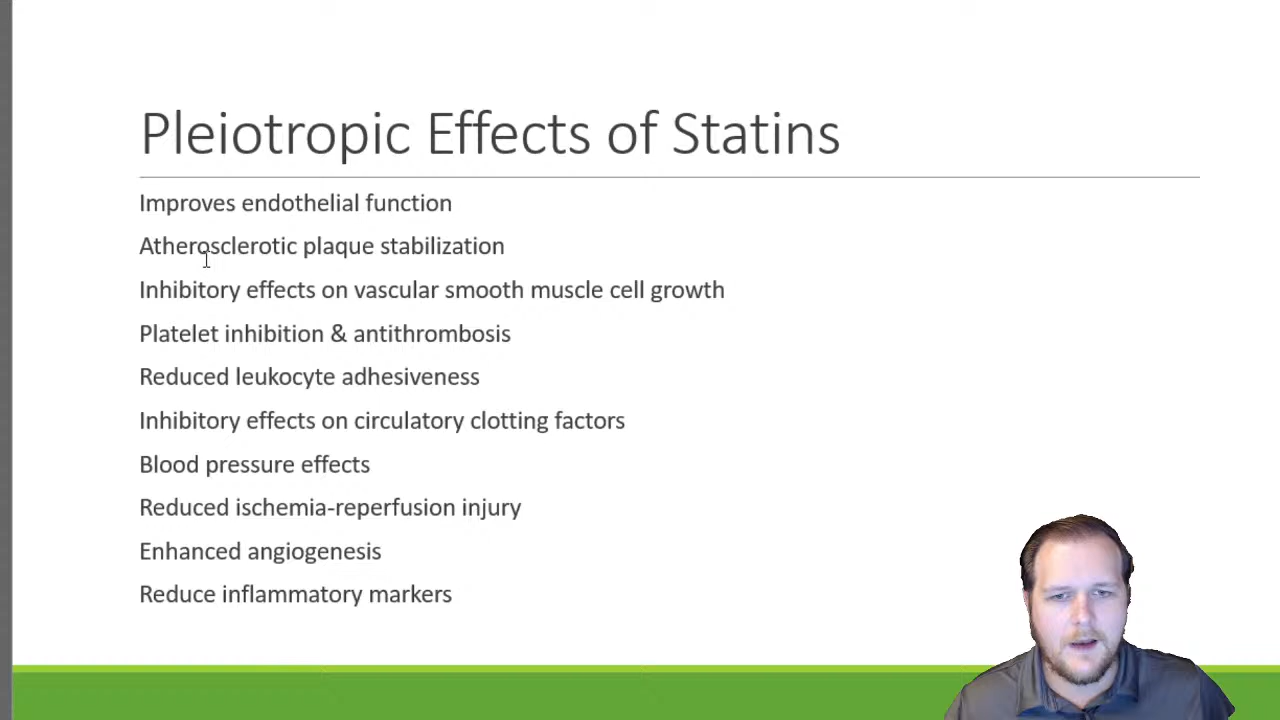 Pleiotropic Effects of Statins
Improves endothelial function
Atherosclerotic plaque stabilization
Inhibitory effects on vascular smooth muscle cell growth
Platelet inhibition & antithrombosis
Reduced leukocyte adhesiveness
Inhibitory effects on circulatory clotting factors
Blood pressure effects
Reduced ischemia-reperfusion injury
Enhanced angiogenesis
Reduce inflammatory markers